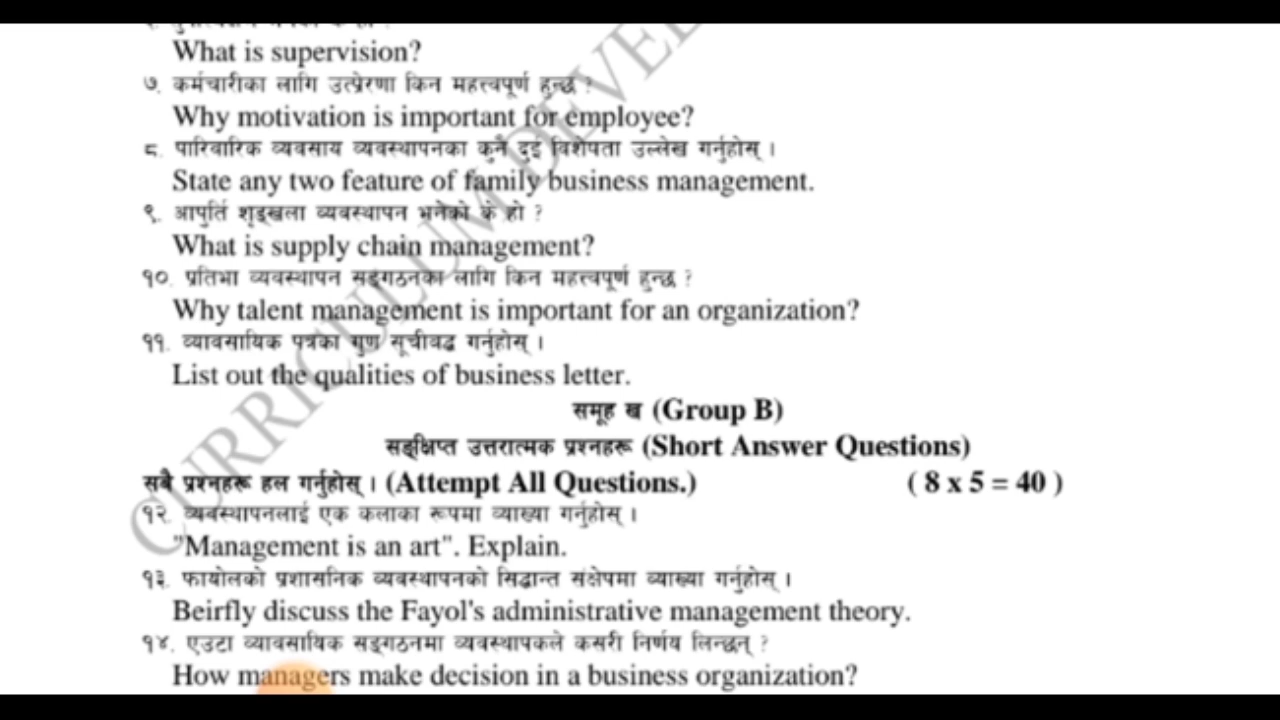 What is supervision?
७. कर्मचारीका लागि उत्प्रेरणा किन महत्त्वपूर्ण हुन्छ ?
Why motivation is important for employee?
८. पारिवारिक व्यवसाय व्यवस्थापनका कुनै दुई विशेषता उल्लेख गर्नुहोस् ।
State any two feature of family business management.
९. आपुर्ति शृङ्खला व्यवस्थापन भनेको के हो ?
What is supply chain management?
१०. प्रतिभा व्यवस्थापन सङ्गठनका लागि किन महत्त्वपूर्ण हुन्छ ?
Why talent management is important for an organization?
११. व्यावसायिक पत्रका गुण सूचीवद्ध गर्नुहोस् ।
List out the qualities of business letter.
समूह ख (Group B)
सङ्क्षिप्त उत्तरात्मक प्रश्नहरू (Short Answer Questions)
सबै प्रश्नहरू हल गर्नुहोस् । (Attempt All Questions.) ( 8 x 5 = 40 )
१२. व्यवस्थापनलाई एक कलाका रूपमा व्याख्या गर्नुहोस् ।
"Management is an art". Explain.
१३. फायोलको प्रशासनिक व्यवस्थापनको सिद्धान्त संक्षेपमा व्याख्या गर्नुहोस् ।
Beirfly discuss the Fayol's administrative management theory.
१४. एउटा व्यावसायिक सङ्गठनमा व्यवस्थापकले कसरी निर्णय लिन्छन् ?
How managers make decision in a business organization?
CURRICULUM DEVEL